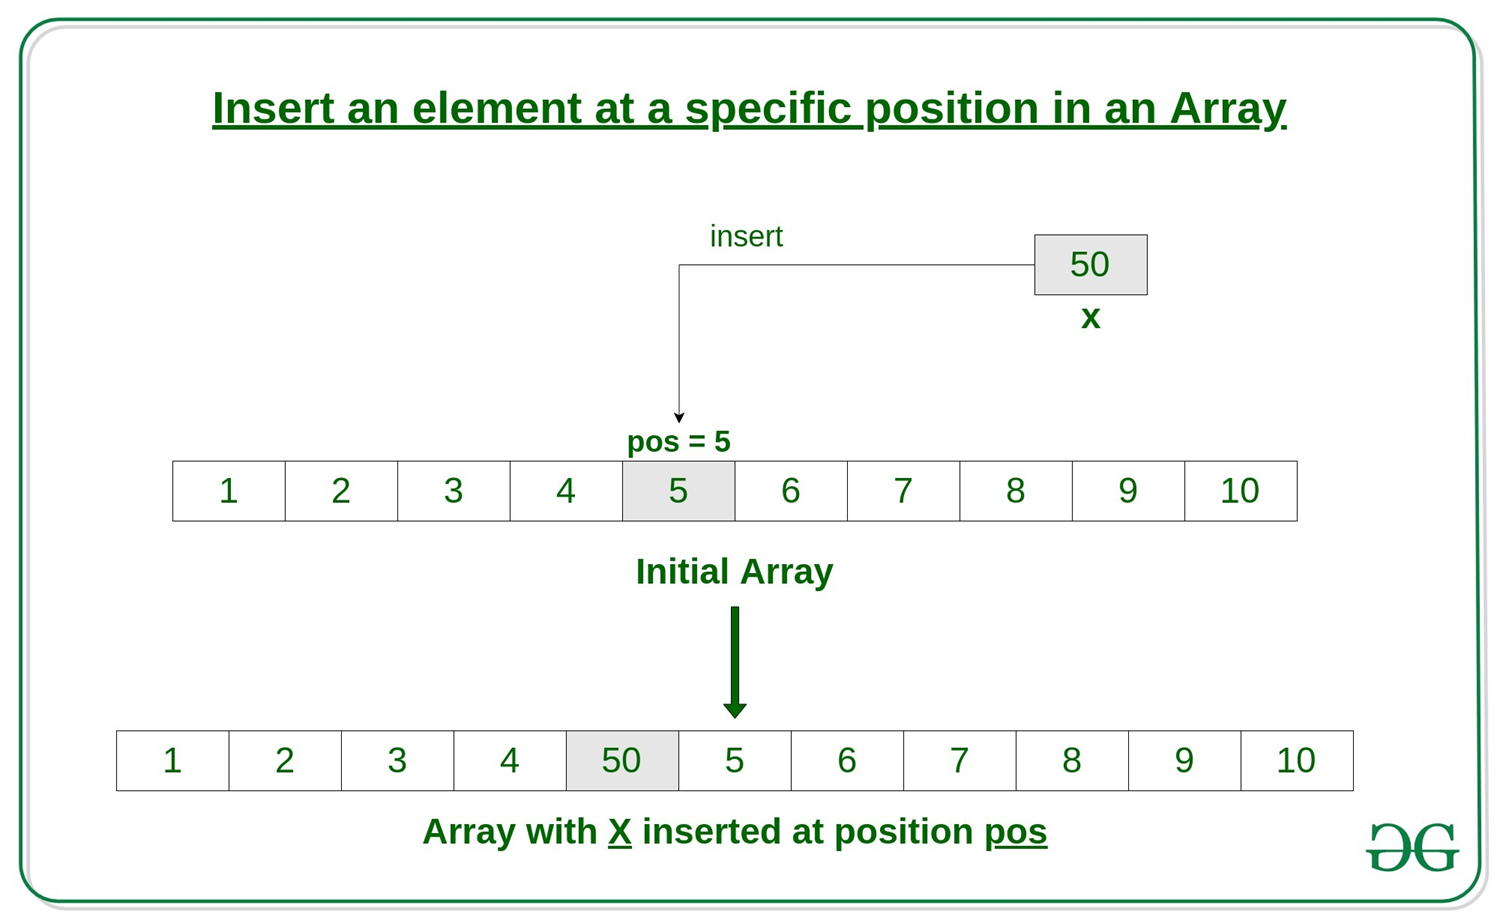 Insert an element at a specific position in an Array
insert
50
x
pos = 5
1 2 3 4 5 6 7 8 9 10
Initial Array
1 2 3 4 50 5 6 7 8 9 10
Array with X inserted at position pos